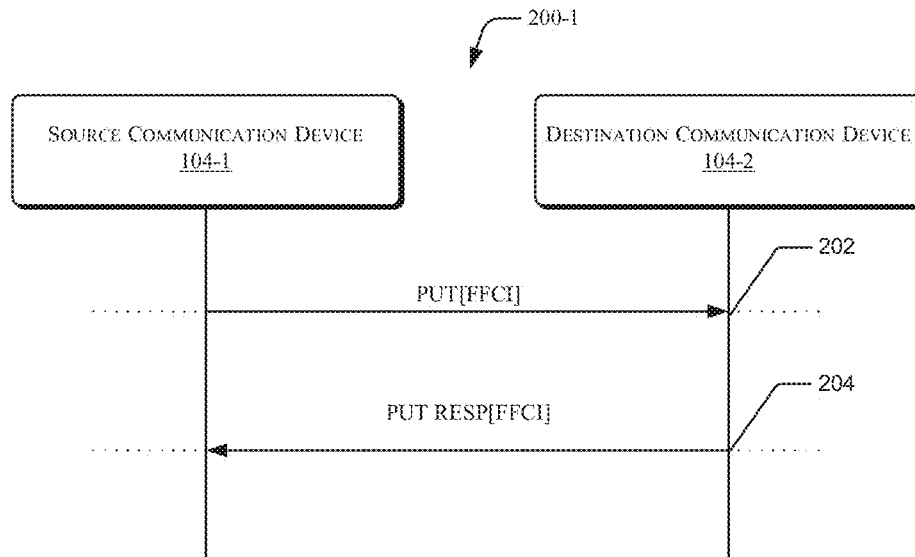 200-1
SOURCE COMMUNICATION DEVICE
104-1
DESTINATION COMMUNICATION DEVICE
104-2
202
PUT[FFCI]
204
PUT RESP[FFCI]